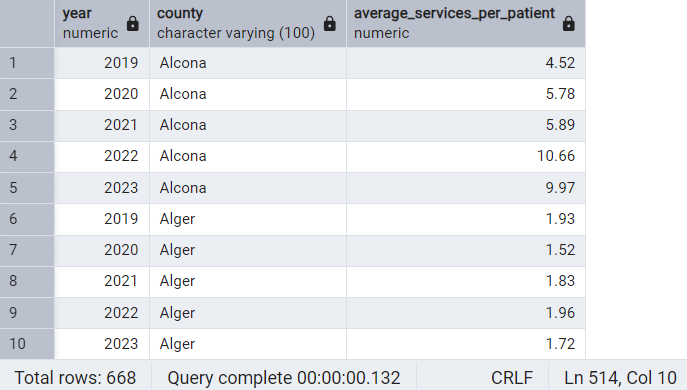 year county average_services_per_patient
numeric character varying (100) numeric
1 2019 Alcona 4.52
2 2020 Alcona 5.78
3 2021 Alcona 5.89
4 2022 Alcona 10.66
5 2023 Alcona 9.97
6 2019 Alger 1.93
7 2020 Alger 1.52
8 2021 Alger 1.83
9 2022 Alger 1.96
10 2023 Alger 1.72
Total rows: 668 Query complete 00:00:00.132 CRLF Ln 514, Col 10